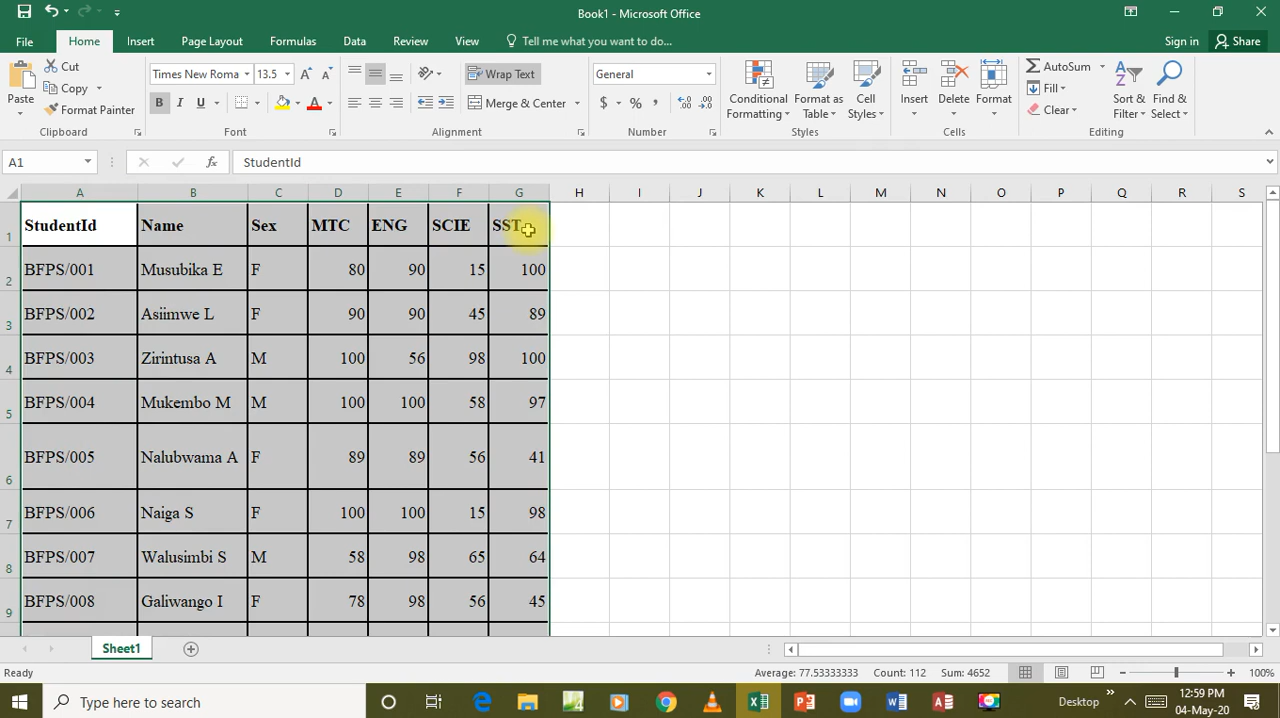 Book1 - Microsoft Office
File Home Insert Page Layout Formulas Data Review View Tell me what you want to do... Sign in Share
Paste
Cut
Copy
Format Painter
Clipboard
Times New Roma 13.5
B I U
Font
Wrap Text
Merge & Center
Alignment
General
$ % ,
Number
Conditional Formatting
Format as Table
Cell Styles
Styles
Insert
Delete
Format
Cells
AutoSum
Fill
Clear
Sort & Filter
Find & Select
Editing
A1 fx StudentId
A B C D E F G H I J K L M N O P Q R S
1 StudentId Name Sex MTC ENG SCIE SST
2 BFPS/001 Musubika E F 80 90 15 100
3 BFPS/002 Asiimwe L F 90 90 45 89
4 BFPS/003 Zirintusa A M 100 56 98 100
5 BFPS/004 Mukembo M M 100 100 58 97
6 BFPS/005 Nalubwama A F 89 89 56 41
7 BFPS/006 Naiga S F 100 100 15 98
8 BFPS/007 Walusimbi S M 58 98 65 64
9 BFPS/008 Galiwango I F 78 98 56 45
Sheet1
Ready Average: 77.53333333 Count: 112 Sum: 4652 100%
Type here to search Desktop 12:59 PM
04-May-20